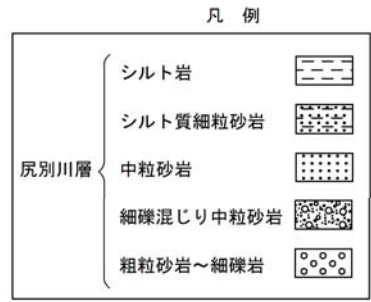 凡 例
シルト岩
シルト質細粒砂岩
尻別川層
中粒砂岩
細礫混じり中粒砂岩
粗粒砂岩～細礫岩